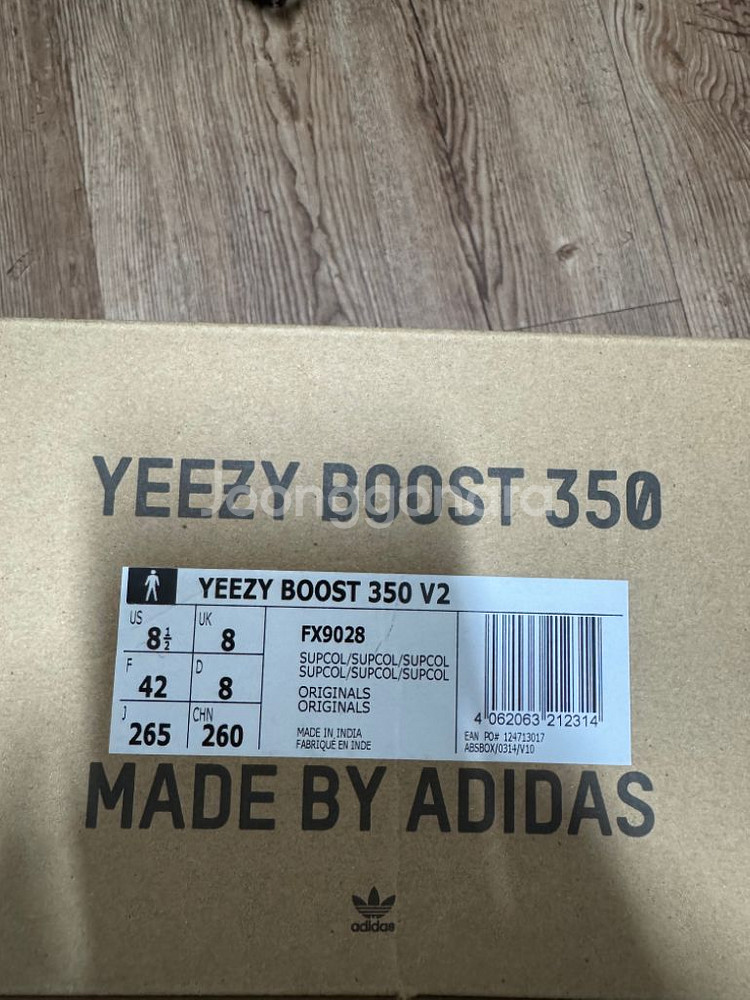 YEEZY BOOST 350
Joonggonara
YEEZY BOOST 350 V2
US 8½ UK 8
F 42 D 8
J 265 CHN 260
FX9028
SUPCOL/SUPCOL/SUPCOL
SUPCOL/SUPCOL/SUPCOL
ORIGINALS
ORIGINALS
MADE IN INDIA
FABRIQUÉ EN INDE
4 062063 212314
EAN PO# 124713017
ABSBOX/0314/V10
MADE BY ADIDAS
adidas